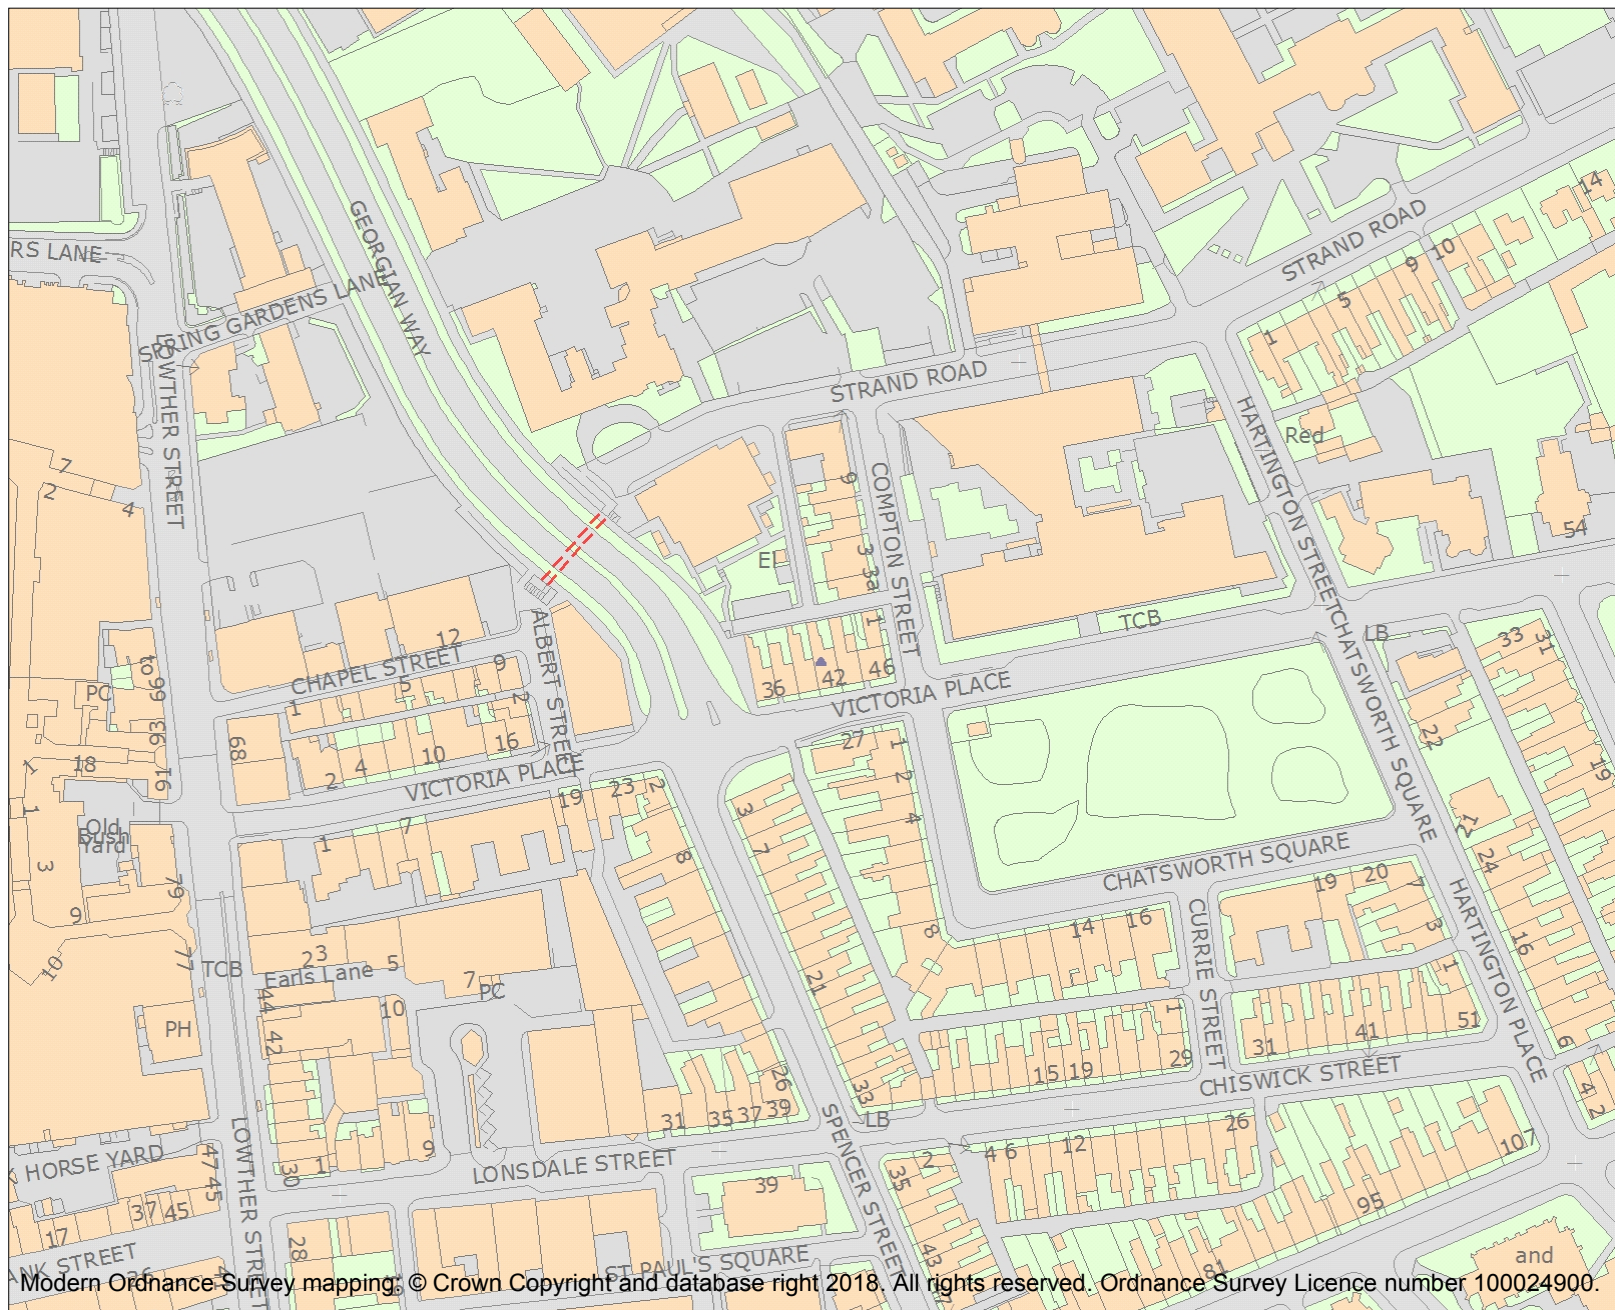 14
STRAND ROAD
GEORGIAN WAY
RS LANE
9
10
SPRING GARDENS LANE
5
1
LOWTHER STREET
STRAND ROAD
HARTINGTON STREET
Red
7
2
4
9
COMPTON STREET
54
3
3a
El
TCB
1
LB
33
31
ALBERT STREET
12
CHAPEL STREET
9
5
2
1
to
99
PC
93
36
42
46
VICTORIA PLACE
CHATSWORTH SQUARE
22
68
16
10
4
2
VICTORIA PLACE
27
1
2
4
19
1
18
91
1
Old
Bush
Yard
3
79
9
10
77
19
23
2
7
1
8
3
7
21
24
CHATSWORTH SQUARE
19
20
7
3
HARTINGTON PLACE
16
14
16
8
CURRIE STREET
TCB
2
3
Earls Lane
5
7
PC
44
10
42
PH
21
1
51
41
31
1
29
15
19
CHISWICK STREET
6
4
2
26
33
LB
31
35
37
39
SPENCER STREET
LOWTHER STREET
HORSE YARD
47
45
30
1
9
LONSDALE STREET
2
4
6
12
26
107
35
39
37
45
17
28
95
43
81
and
ANK STREET
36
ST PAUL'S SQUARE
Modern Ordnance Survey mapping: © Crown Copyright and database right 2018. All rights reserved. Ordnance Survey Licence number 100024900.